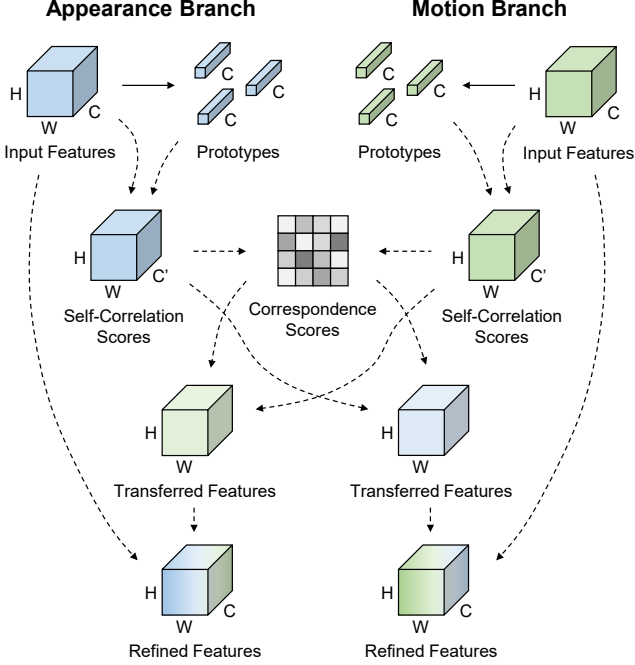 Appearance Branch
Motion Branch
H
W
C
Input Features
C
C
C
Prototypes
C
C
C
Prototypes
H
W
C
Input Features
H
W
C'
Self-Correlation
Scores
Correspondence
Scores
H
W
C'
Self-Correlation
Scores
H
W
Transferred Features
H
W
Transferred Features
H
W
C
Refined Features
H
W
C
Refined Features